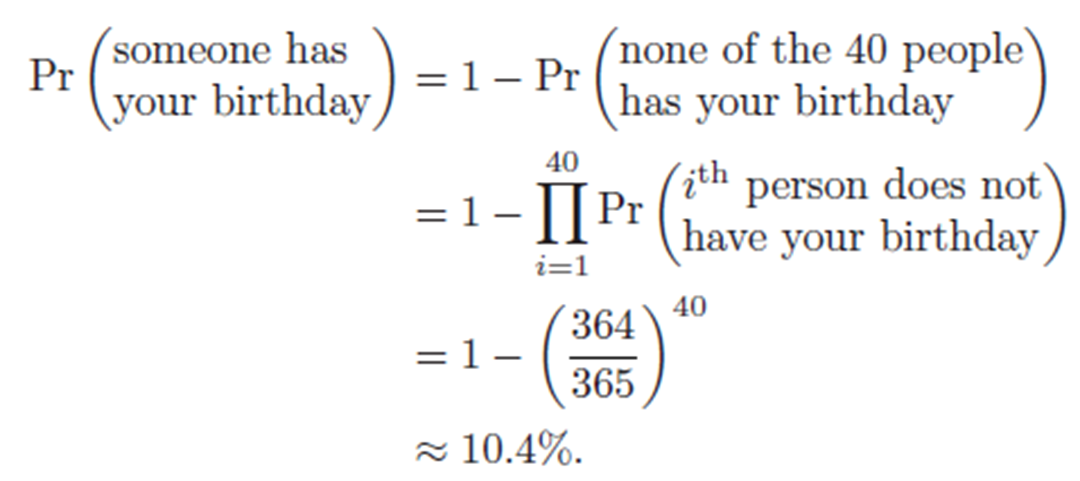 Pr (someone has your birthday) = 1 − Pr (none of the 40 people has your birthday)
= 1 − ∏_{i=1}^{40} Pr (i^{th} person does not have your birthday)
= 1 − (364/365)^{40}
≈ 10.4%.